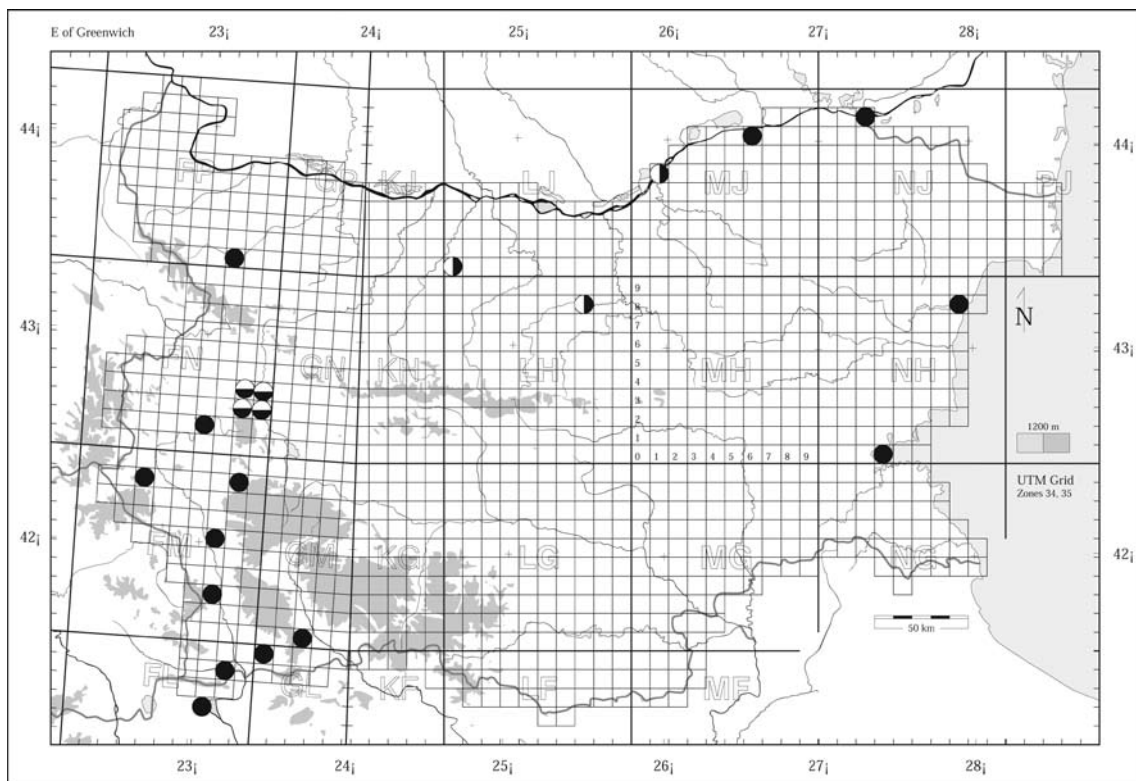 E of Greenwich 23¡ 24¡ 25¡ 26¡ 27¡ 28¡
44¡ 44¡
FP GP KJ LJ MJ NJ PJ
9
8
43¡ 7 N 43¡
6
FN GN KN LH 5 MH NH
4
3
2
1 1200 m
0 1 2 3 4 5 6 7 8 9
UTM Grid
Zones 34, 35
42¡ 42¡
FM GM KG LG MG NG
50 km
FL GL KF LF MF
23¡ 24¡ 25¡ 26¡ 27¡ 28¡